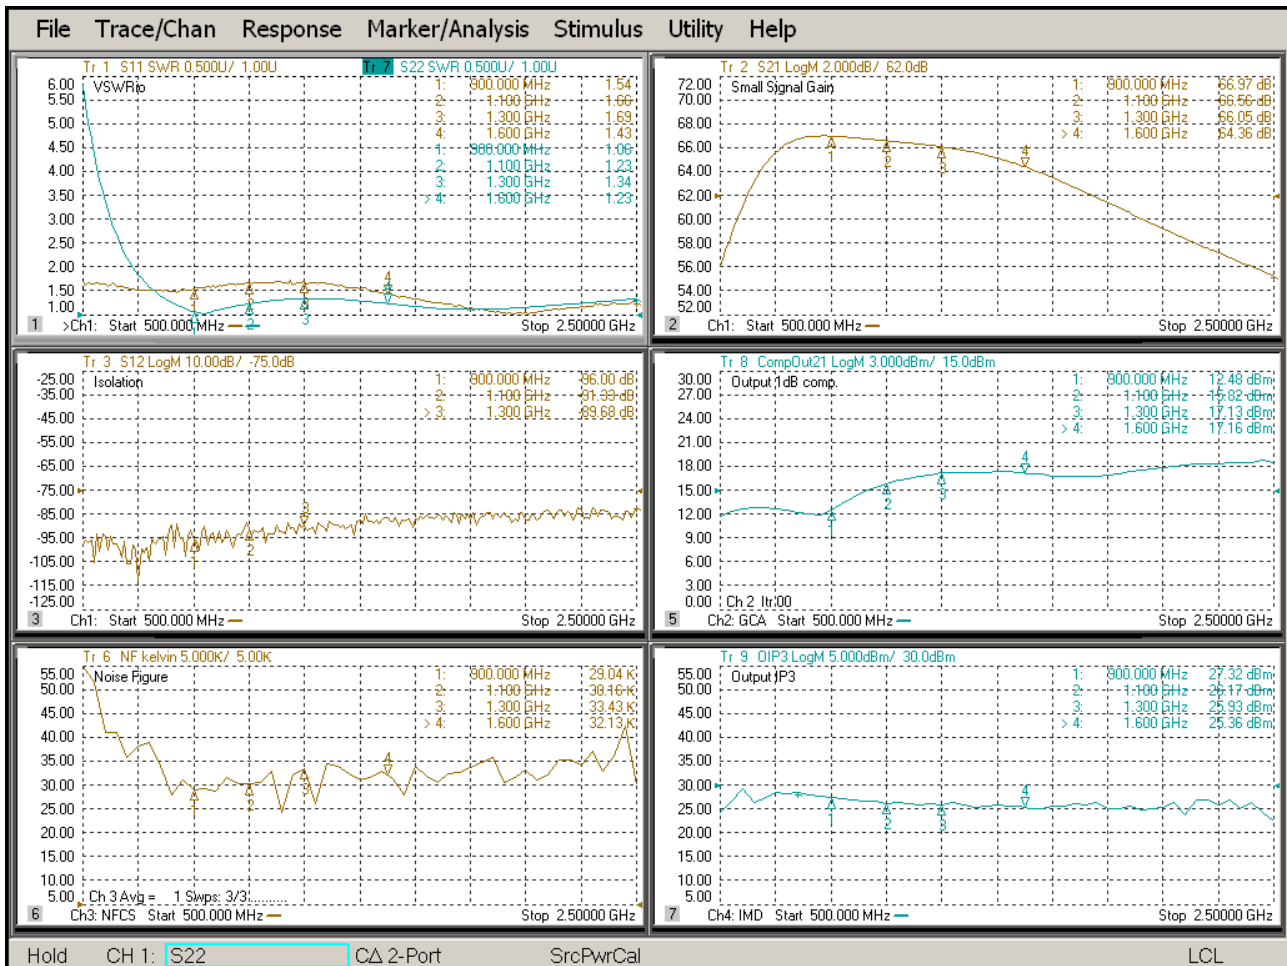 File Trace/Chan Response Marker/Analysis Stimulus Utility Help
Tr 1 S11 SWR 0.500U/ 1.00U Tr 7 S22 SWR 0.500U/ 1.00U
VSWRio
6.00
5.50
5.00
4.50
4.00
3.50
3.00
2.50
2.00
1.50
1.00
1: 900.000 MHz 1.54
2: 1.100 GHz 1.66
3: 1.300 GHz 1.69
4: 1.600 GHz 1.43
1: 900.000 MHz 1.06
2: 1.100 GHz 1.23
3: 1.300 GHz 1.34
> 4: 1.600 GHz 1.23
1 2 3 4
1 >Ch1: Start 500.000 MHz Stop 2.50000 GHz
Tr 2 S21 LogM 2.000dB/ 62.0dB
Small Signal Gain
72.00
70.00
68.00
66.00
64.00
62.00
60.00
58.00
56.00
54.00
52.00
1: 900.000 MHz 66.97 dB
2: 1.100 GHz 66.56 dB
3: 1.300 GHz 66.05 dB
> 4: 1.600 GHz 64.36 dB
1 2 3 4
2 Ch1: Start 500.000 MHz Stop 2.50000 GHz
Tr 3 S12 LogM 10.00dB/ -75.0dB
Isolation
-25.00
-35.00
-45.00
-55.00
-65.00
-75.00
-85.00
-95.00
-105.00
-115.00
-125.00
1: 900.000 MHz -96.00 dB
2: 1.100 GHz -91.33 dB
> 3: 1.300 GHz -89.68 dB
1 2 3
3 Ch1: Start 500.000 MHz Stop 2.50000 GHz
Tr 8 CompOut21 LogM 3.000dBm/ 15.0dBm
Output 1dB comp.
30.00
27.00
24.00
21.00
18.00
15.00
12.00
9.00
6.00
3.00
0.00
1: 900.000 MHz 12.48 dBm
2: 1.100 GHz 15.82 dBm
3: 1.300 GHz 17.13 dBm
> 4: 1.600 GHz 17.16 dBm
1 2 3 4
Ch 2 Itr:00
5 Ch2: GCA Start 500.000 MHz Stop 2.50000 GHz
Tr 6 NF kelvin 5.000K/ 5.00K
Noise Figure
55.00
50.00
45.00
40.00
35.00
30.00
25.00
20.00
15.00
10.00
5.00
1: 900.000 MHz 29.04 K
2: 1.100 GHz 30.16 K
3: 1.300 GHz 33.43 K
> 4: 1.600 GHz 32.13 K
1 2 3 4
Ch 3 Avg = 1 Swps: 3/3..........
6 Ch3: NFCS Start 500.000 MHz Stop 2.50000 GHz
Tr 9 OIP3 LogM 5.000dBm/ 30.0dBm
Output IP3
55.00
50.00
45.00
40.00
35.00
30.00
25.00
20.00
15.00
10.00
5.00
1: 900.000 MHz 27.32 dBm
2: 1.100 GHz 26.17 dBm
3: 1.300 GHz 25.93 dBm
> 4: 1.600 GHz 25.36 dBm
1 2 3 4
7 Ch4: IMD Start 500.000 MHz Stop 2.50000 GHz
Hold CH 1: S22 CΔ 2-Port SrcPwrCal LCL